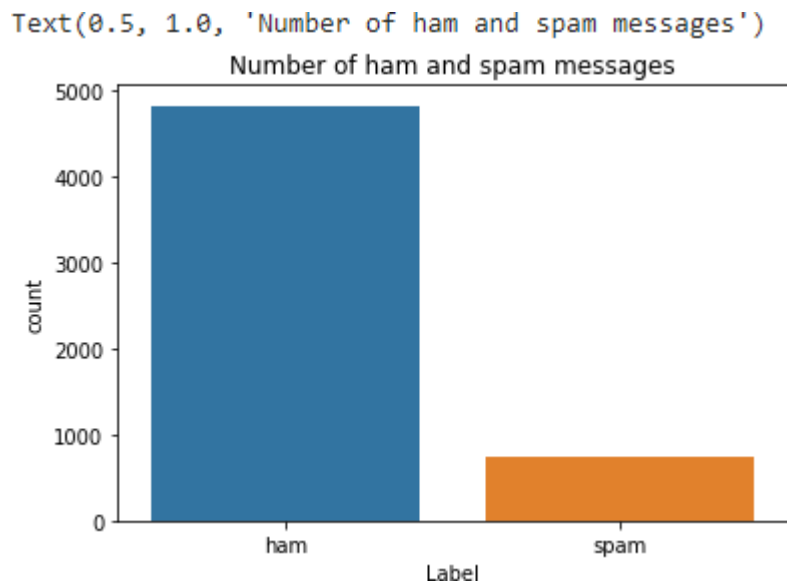 Text(0.5, 1.0, 'Number of ham and spam messages')
Number of ham and spam messages
5000
4000
3000
2000
1000
0
count
ham spam
Label